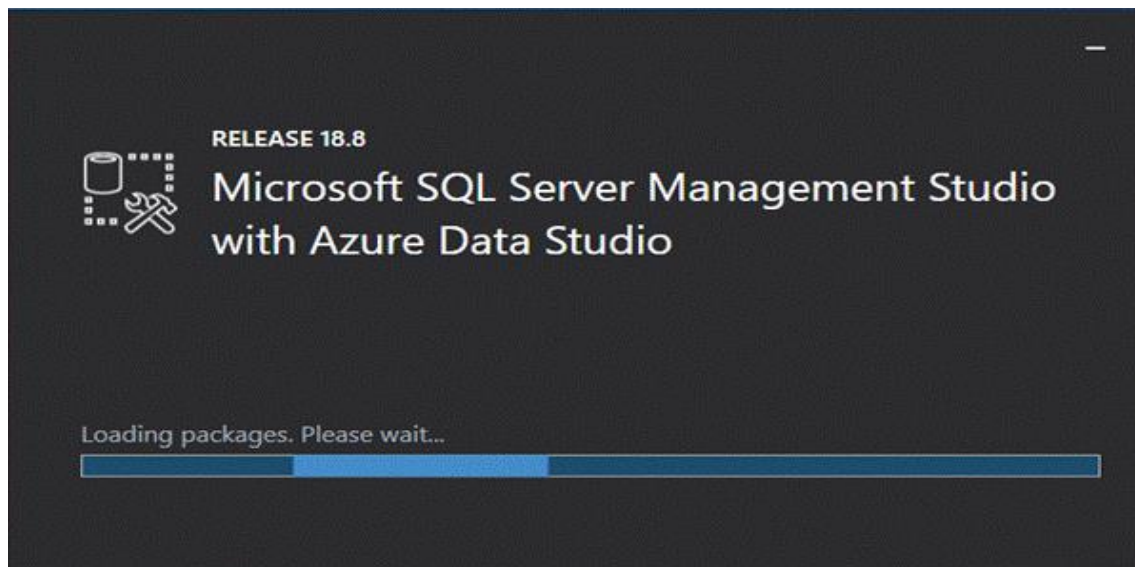 RELEASE 18.8
Microsoft SQL Server Management Studio
with Azure Data Studio
Loading packages. Please wait...